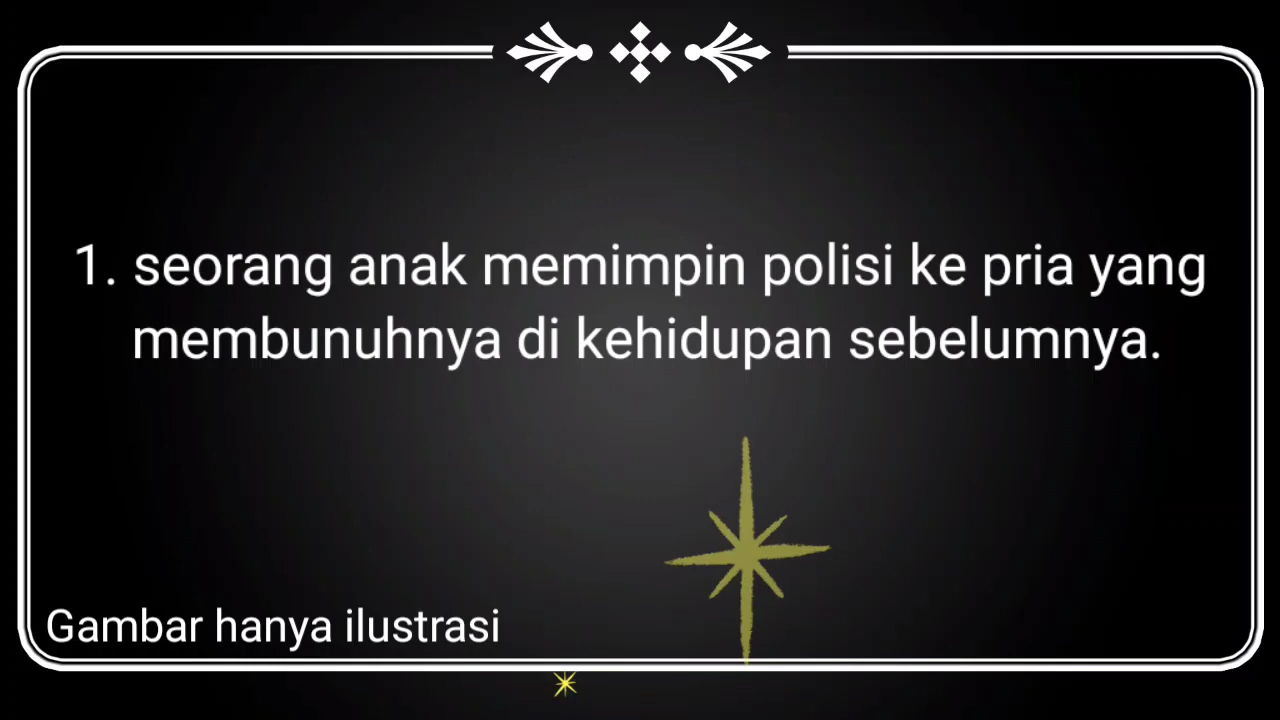 1. seorang anak memimpin polisi ke pria yang
membunuhnya di kehidupan sebelumnya.
Gambar hanya ilustrasi